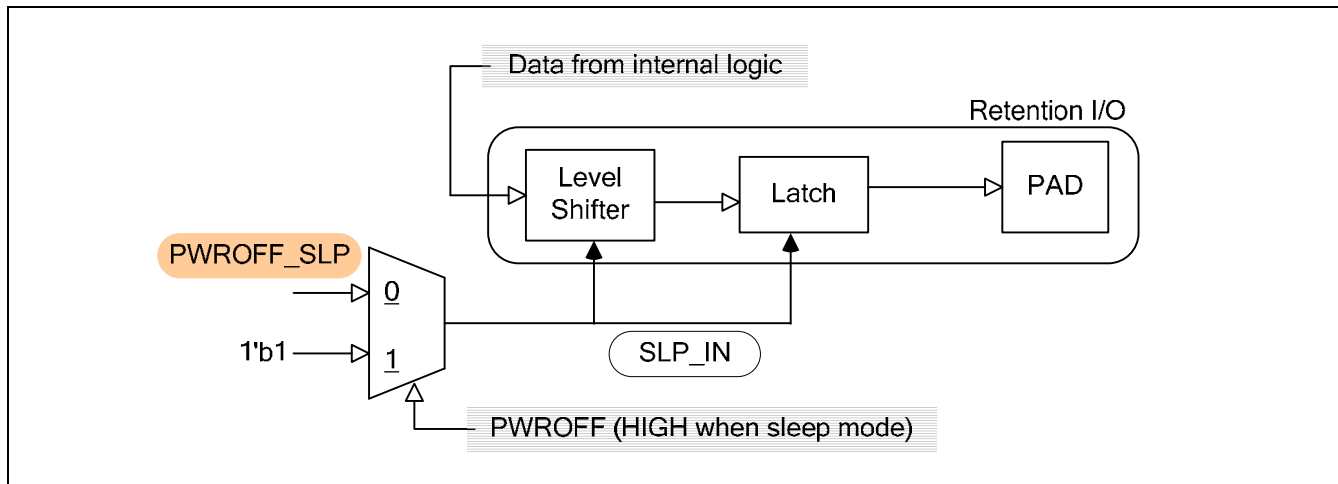 Data from internal logic
Retention I/O
Level
Shifter
Latch
PAD
PWROFF_SLP
0
1'b1
1
SLP_IN
PWROFF (HIGH when sleep mode)